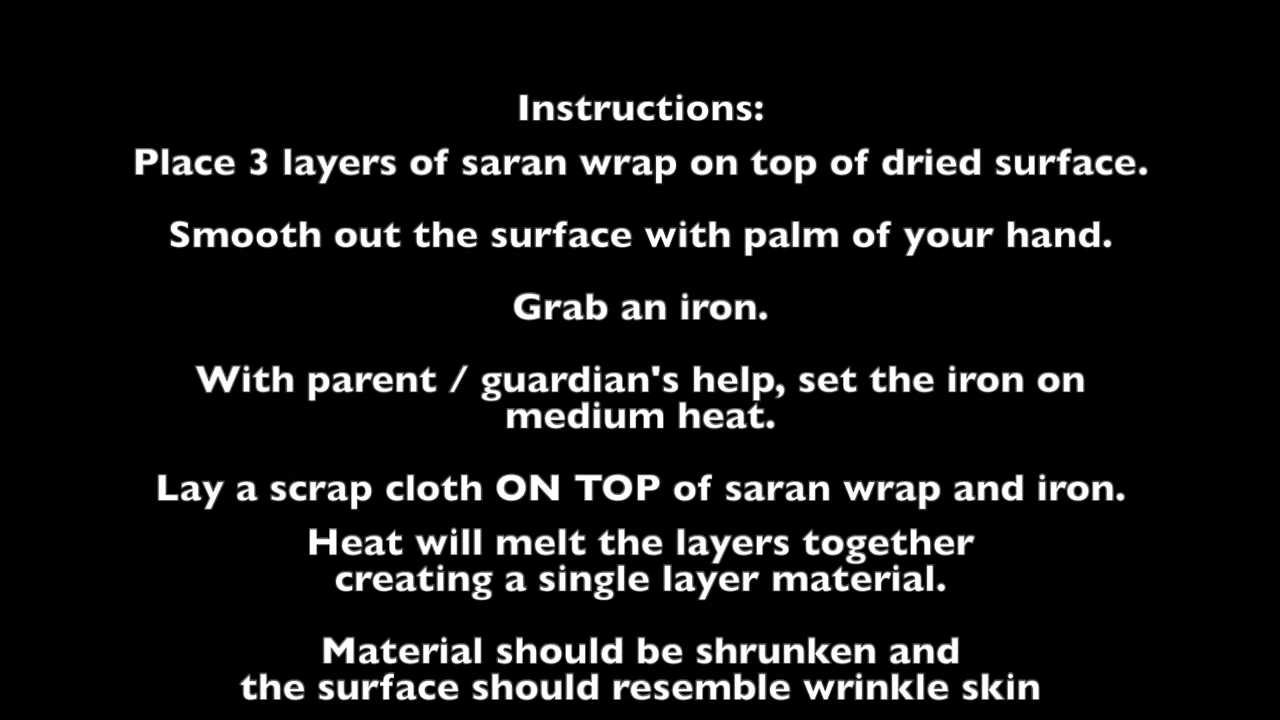 Instructions:
Place 3 layers of saran wrap on top of dried surface.
Smooth out the surface with palm of your hand.
Grab an iron.
With parent / guardian's help, set the iron on
medium heat.
Lay a scrap cloth ON TOP of saran wrap and iron.
Heat will melt the layers together
creating a single layer material.
Material should be shrunken and
the surface should resemble wrinkle skin